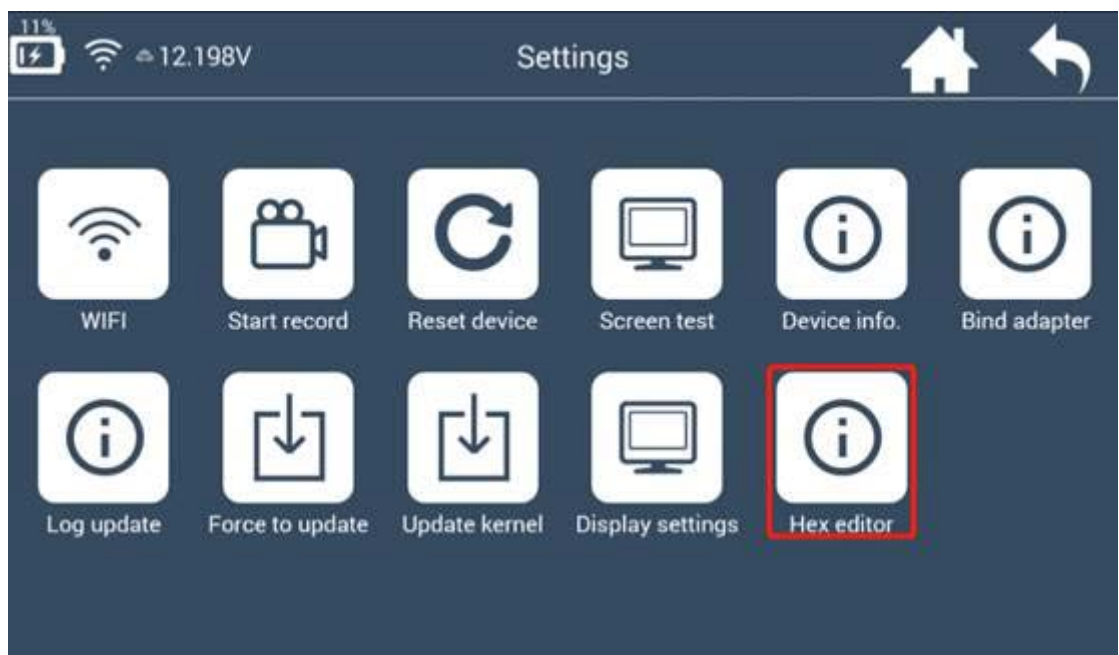 11%
12.198V
Settings
WIFI
Start record
Reset device
Screen test
Device info.
Bind adapter
Log update
Force to update
Update kernel
Display settings
Hex editor